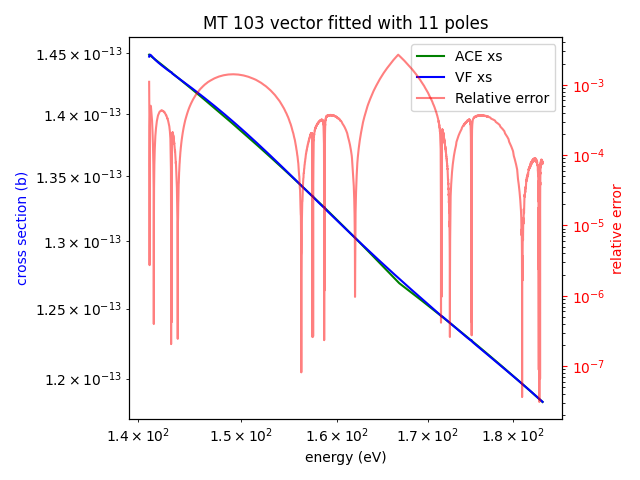 MT 103 vector fitted with 11 poles
ACE xs
VF xs
Relative error
1.45 × 10⁻¹³
1.4 × 10⁻¹³
1.35 × 10⁻¹³
1.3 × 10⁻¹³
1.25 × 10⁻¹³
1.2 × 10⁻¹³
cross section (b)
10⁻³
10⁻⁴
10⁻⁵
10⁻⁶
10⁻⁷
relative error
1.4 × 10² 1.5 × 10² 1.6 × 10² 1.7 × 10² 1.8 × 10²
energy (eV)